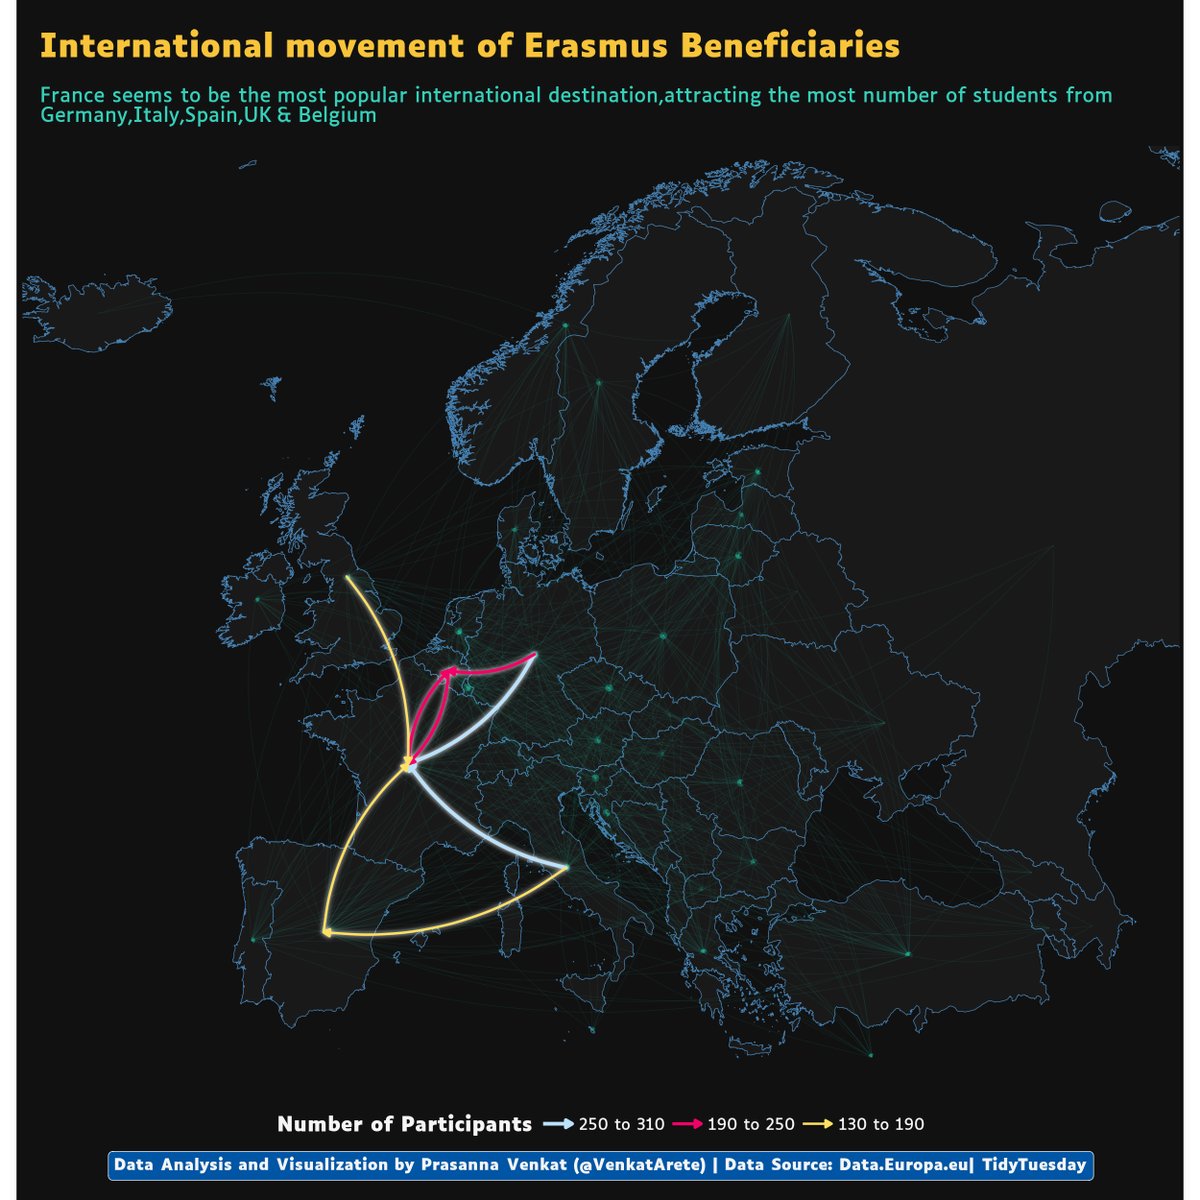 International movement of Erasmus Beneficiaries
France seems to be the most popular international destination,attracting the most number of students from
Germany,Italy,Spain,UK & Belgium
Number of Participants 250 to 310 190 to 250 130 to 190
Data Analysis and Visualization by Prasanna Venkat (@VenkatArete) | Data Source: Data.Europa.eu| TidyTuesday